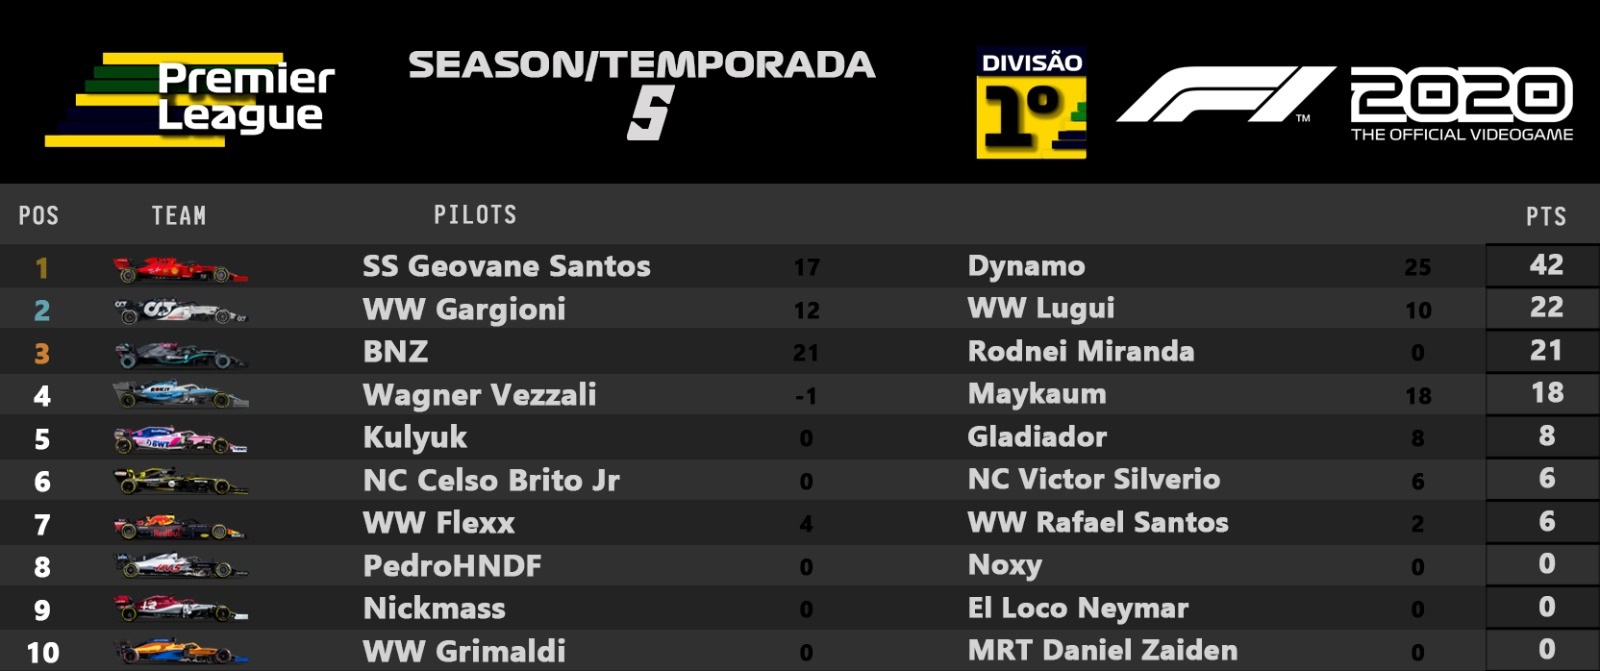 Premier
League
SEASON/TEMPORADA
5
DIVISÃO
1º
F1 ™
2020
THE OFFICIAL VIDEOGAME
POS TEAM PILOTS PTS
1 SS Geovane Santos 17 Dynamo 25 42
2 WW Gargioni 12 WW Lugui 10 22
3 BNZ 21 Rodnei Miranda 0 21
4 Wagner Vezzali -1 Maykaum 18 18
5 Kulyuk 0 Gladiador 8 8
6 NC Celso Brito Jr 0 NC Victor Silverio 6 6
7 WW Flexx 4 WW Rafael Santos 2 6
8 PedroHNDF 0 Noxy 0 0
9 Nickmass 0 El Loco Neymar 0 0
10 WW Grimaldi 0 MRT Daniel Zaiden 0 0